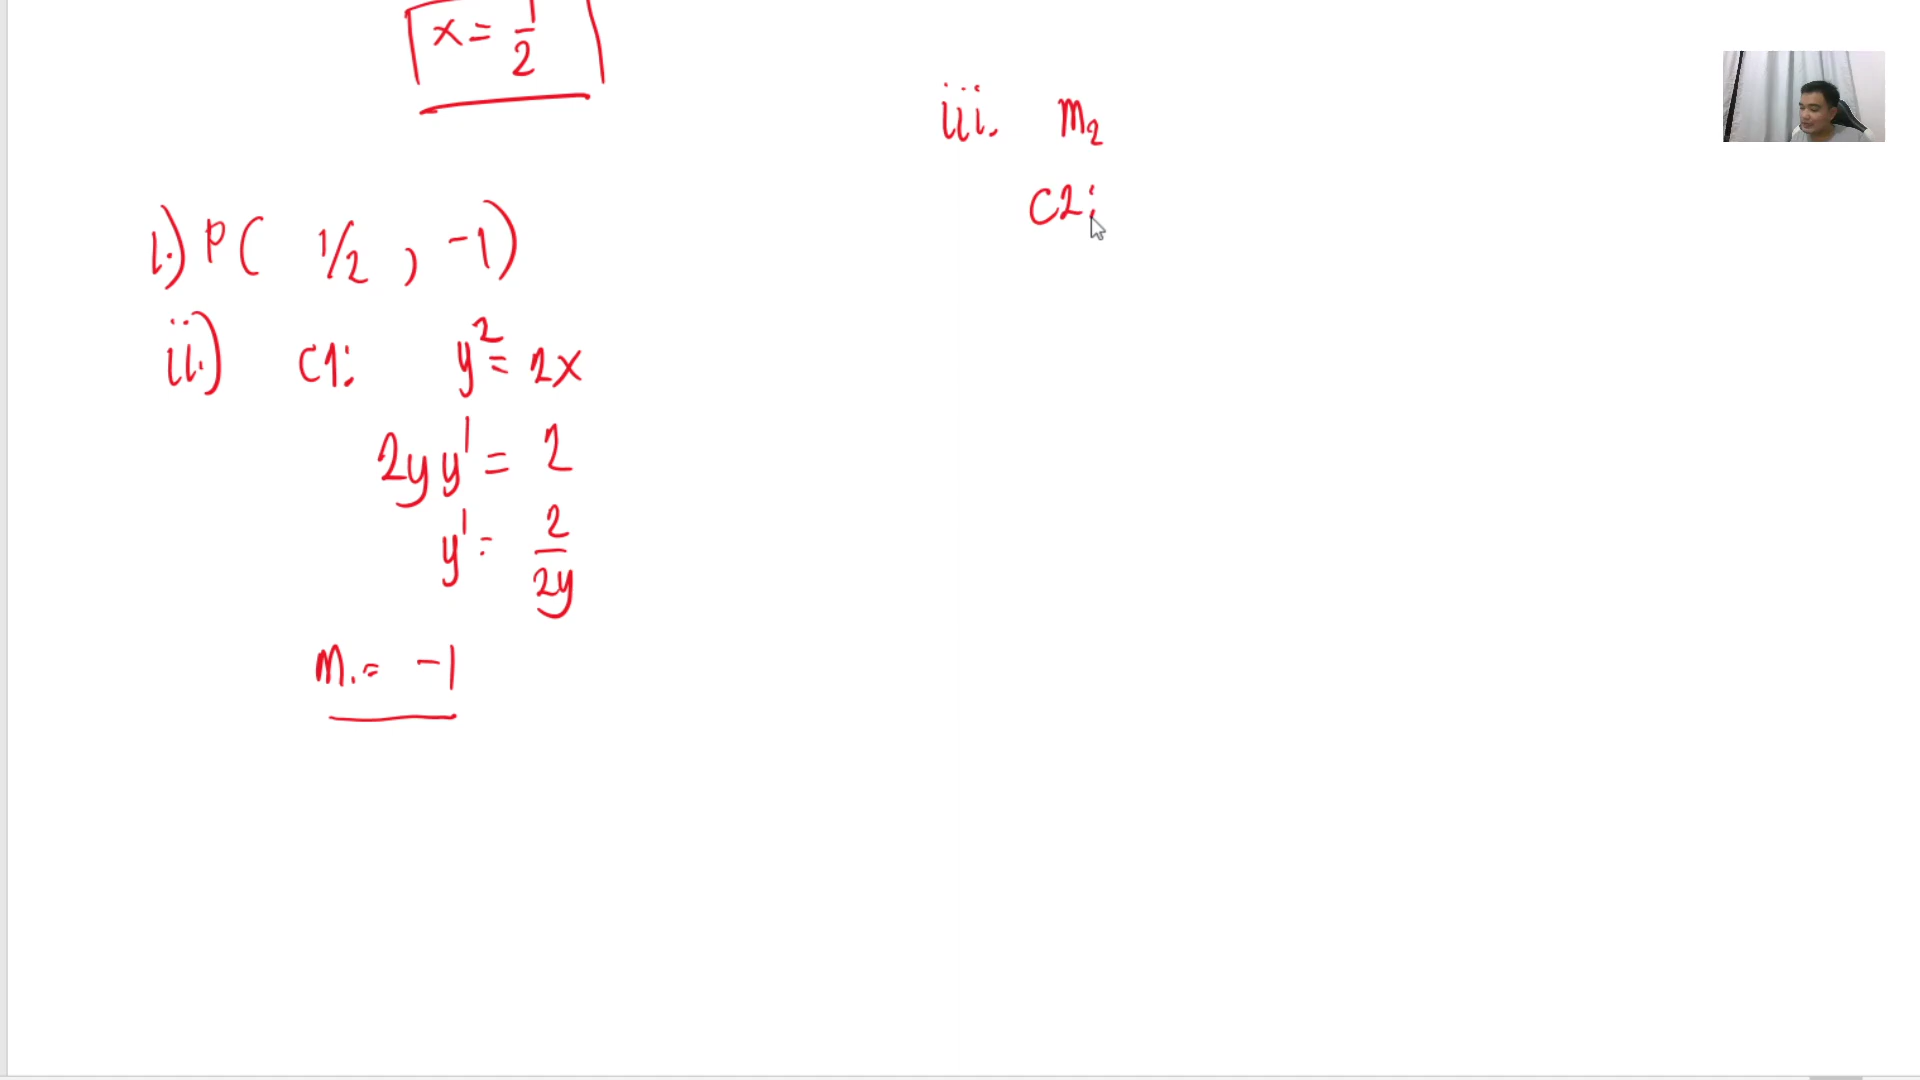 x = 1/2
i.) P( 1/2 , -1)
ii.) C1: y² = 2x
2yy' = 2
y' = 2/2y
m₁ = -1
iii. m₂
C2: